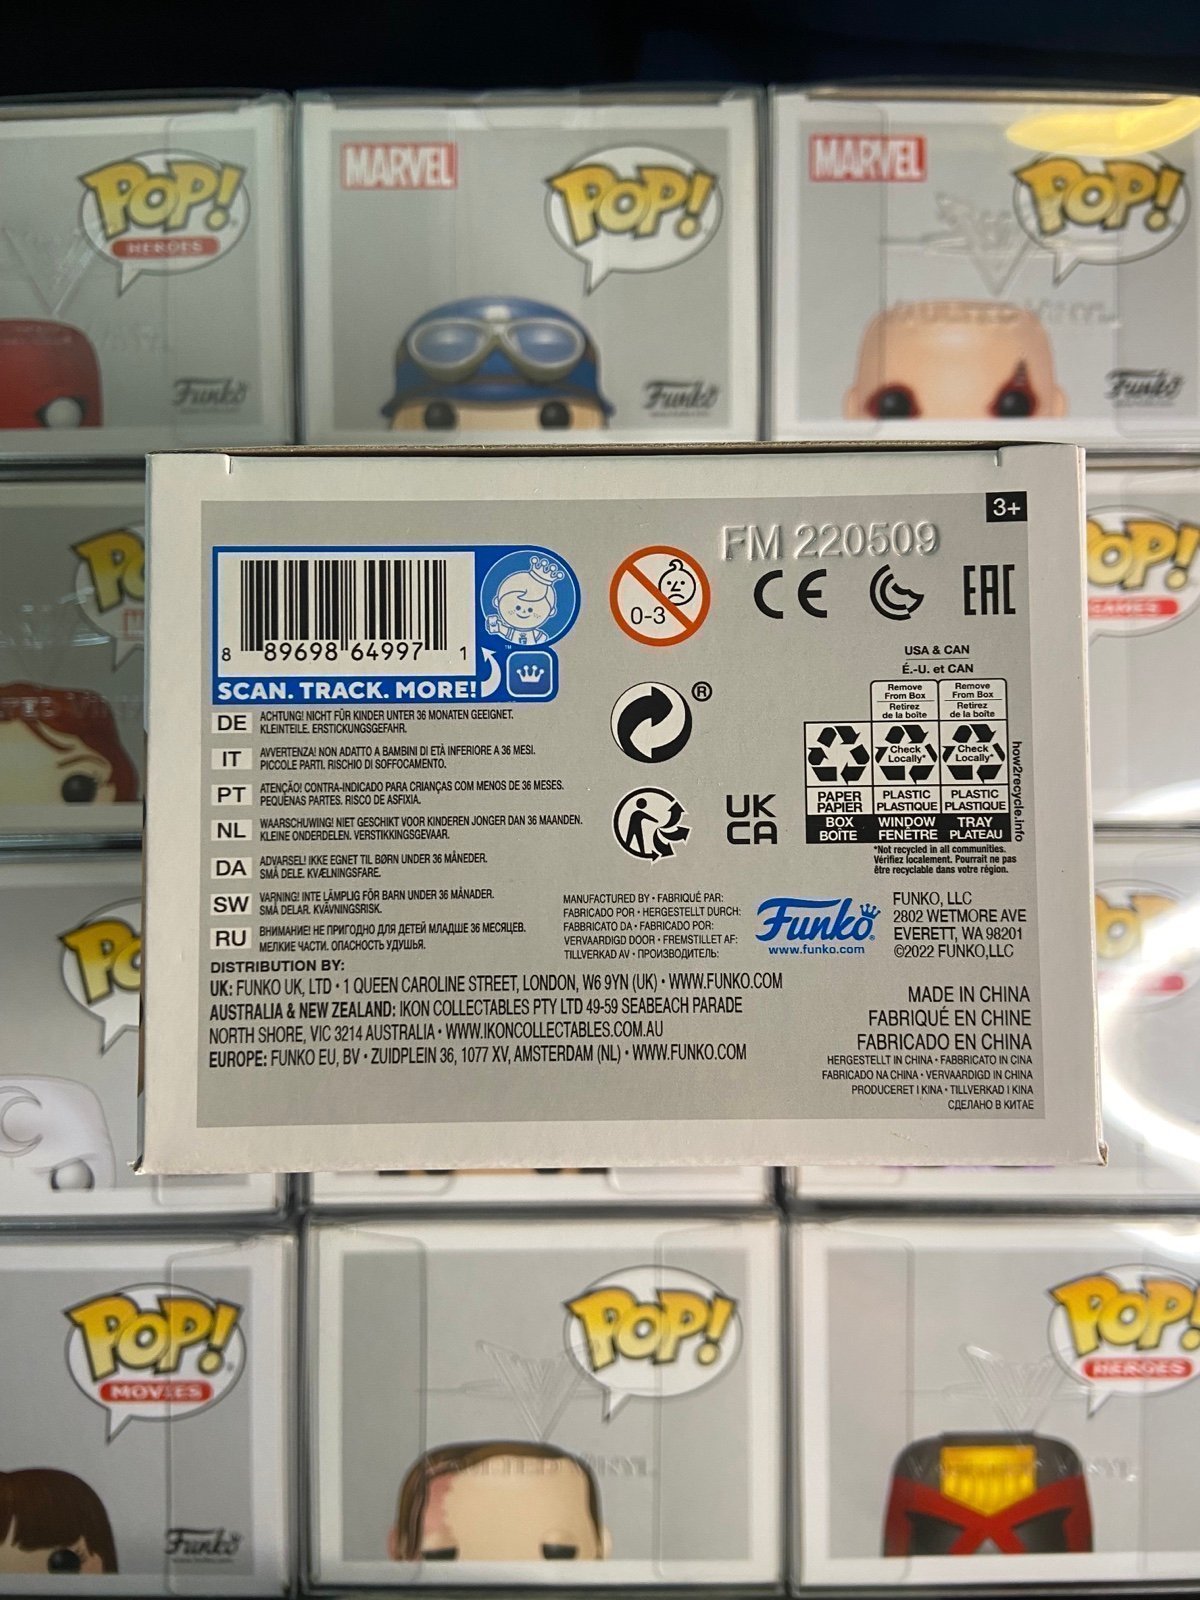 POP!
HEROES
Funko
MARVEL
POP!
Funko
MARVEL
POP!
VAULTED VINYL
Funko
POP!
POP!
GAMES
3+
FM 220509
0-3
CE
EAC
8 89698 64997 1
SCAN. TRACK. MORE!
™
®
UK
CA
USA & CAN
É.-U. et CAN
Remove From Box
Retirez de la boîte
Remove From Box
Retirez de la boîte
Check Locally*
Check Locally*
PAPER PAPIER
PLASTIC PLASTIQUE
PLASTIC PLASTIQUE
BOX BOÎTE
WINDOW FENÊTRE
TRAY PLATEAU
how2recycle.info
*Not recycled in all communities.
Vérifiez localement. Pourrait ne pas
être recyclable dans votre région.
DE ACHTUNG! NICHT FÜR KINDER UNTER 36 MONATEN GEEIGNET.
KLEINTEILE. ERSTICKUNGSGEFAHR.
IT AVVERTENZA! NON ADATTO A BAMBINI DI ETÀ INFERIORE A 36 MESI.
PICCOLE PARTI. RISCHIO DI SOFFOCAMENTO.
PT ATENÇÃO! CONTRA-INDICADO PARA CRIANÇAS COM MENOS DE 36 MESES.
PEQUENAS PARTES. RISCO DE ASFIXIA.
NL WAARSCHUWING! NIET GESCHIKT VOOR KINDEREN JONGER DAN 36 MAANDEN.
KLEINE ONDERDELEN. VERSTIKKINGSGEVAAR.
DA ADVARSEL! IKKE EGNET TIL BØRN UNDER 36 MÅNEDER.
SMÅ DELE. KVÆLNINGSFARE.
SW VARNING! INTE LÄMPLIG FÖR BARN UNDER 36 MÅNADER.
SMÅ DELAR. KVÄVNINGSRISK.
RU ВНИМАНИЕ! НЕ ПРИГОДНО ДЛЯ ДЕТЕЙ МЛАДШЕ 36 МЕСЯЦЕВ.
МЕЛКИЕ ЧАСТИ. ОПАСНОСТЬ УДУШЬЯ.
MANUFACTURED BY • FABRIQUÉ PAR:
FABRICADO POR • HERGESTELLT DURCH:
FABBRICATO DA • FABRICADO POR:
VERVAARDIGD DOOR • FREMSTILLET AF:
TILLVERKAD AV • ПРОИЗВОДИТЕЛЬ:
Funko®
www.funko.com
FUNKO, LLC
2802 WETMORE AVE
EVERETT, WA 98201
©2022 FUNKO,LLC
DISTRIBUTION BY:
UK: FUNKO UK, LTD • 1 QUEEN CAROLINE STREET, LONDON, W6 9YN (UK) • WWW.FUNKO.COM
AUSTRALIA & NEW ZEALAND: IKON COLLECTABLES PTY LTD 49-59 SEABEACH PARADE
NORTH SHORE, VIC 3214 AUSTRALIA • WWW.IKONCOLLECTABLES.COM.AU
EUROPE: FUNKO EU, BV • ZUIDPLEIN 36, 1077 XV, AMSTERDAM (NL) • WWW.FUNKO.COM
MADE IN CHINA
FABRIQUÉ EN CHINE
FABRICADO EN CHINA
HERGESTELLT IN CHINA • FABBRICATO IN CINA
FABRICADO NA CHINA • VERVAARDIGD IN CHINA
PRODUCERET I KINA • TILLVERKAD I KINA
СДЕЛАНО В КИТАЕ
POP!
MOVIES
Funko
POP!
VAULTED VINYL
POP!
HEROES